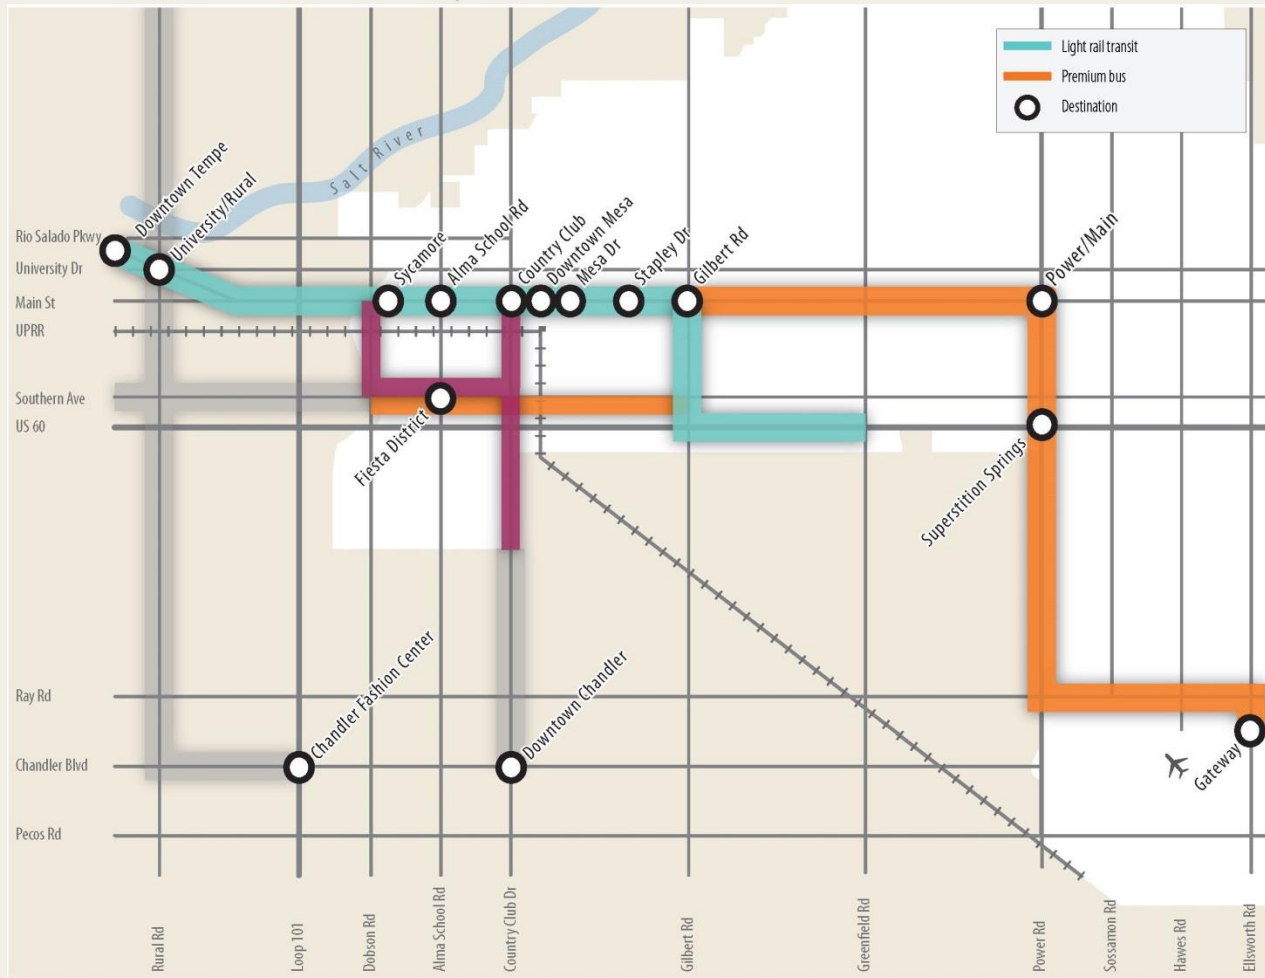 Light rail transit
Premium bus
Destination
Salt River
Downtown Tempe
University/Rural
Sycamore
Alma School Rd
Country Club
Downtown Mesa
Mesa Dr
Stapley Dr
Gilbert Rd
Power/Main
Rio Salado Pkwy
University Dr
Main St
UPRR
Southern Ave
US 60
Fiesta District
Superstition Springs
Chandler Fashion Center
Downtown Chandler
Gateway
Ray Rd
Chandler Blvd
Pecos Rd
Rural Rd
Loop 101
Dobson Rd
Alma School Rd
Country Club Dr
Gilbert Rd
Greenfield Rd
Power Rd
Sossamon Rd
Hawes Rd
Ellsworth Rd